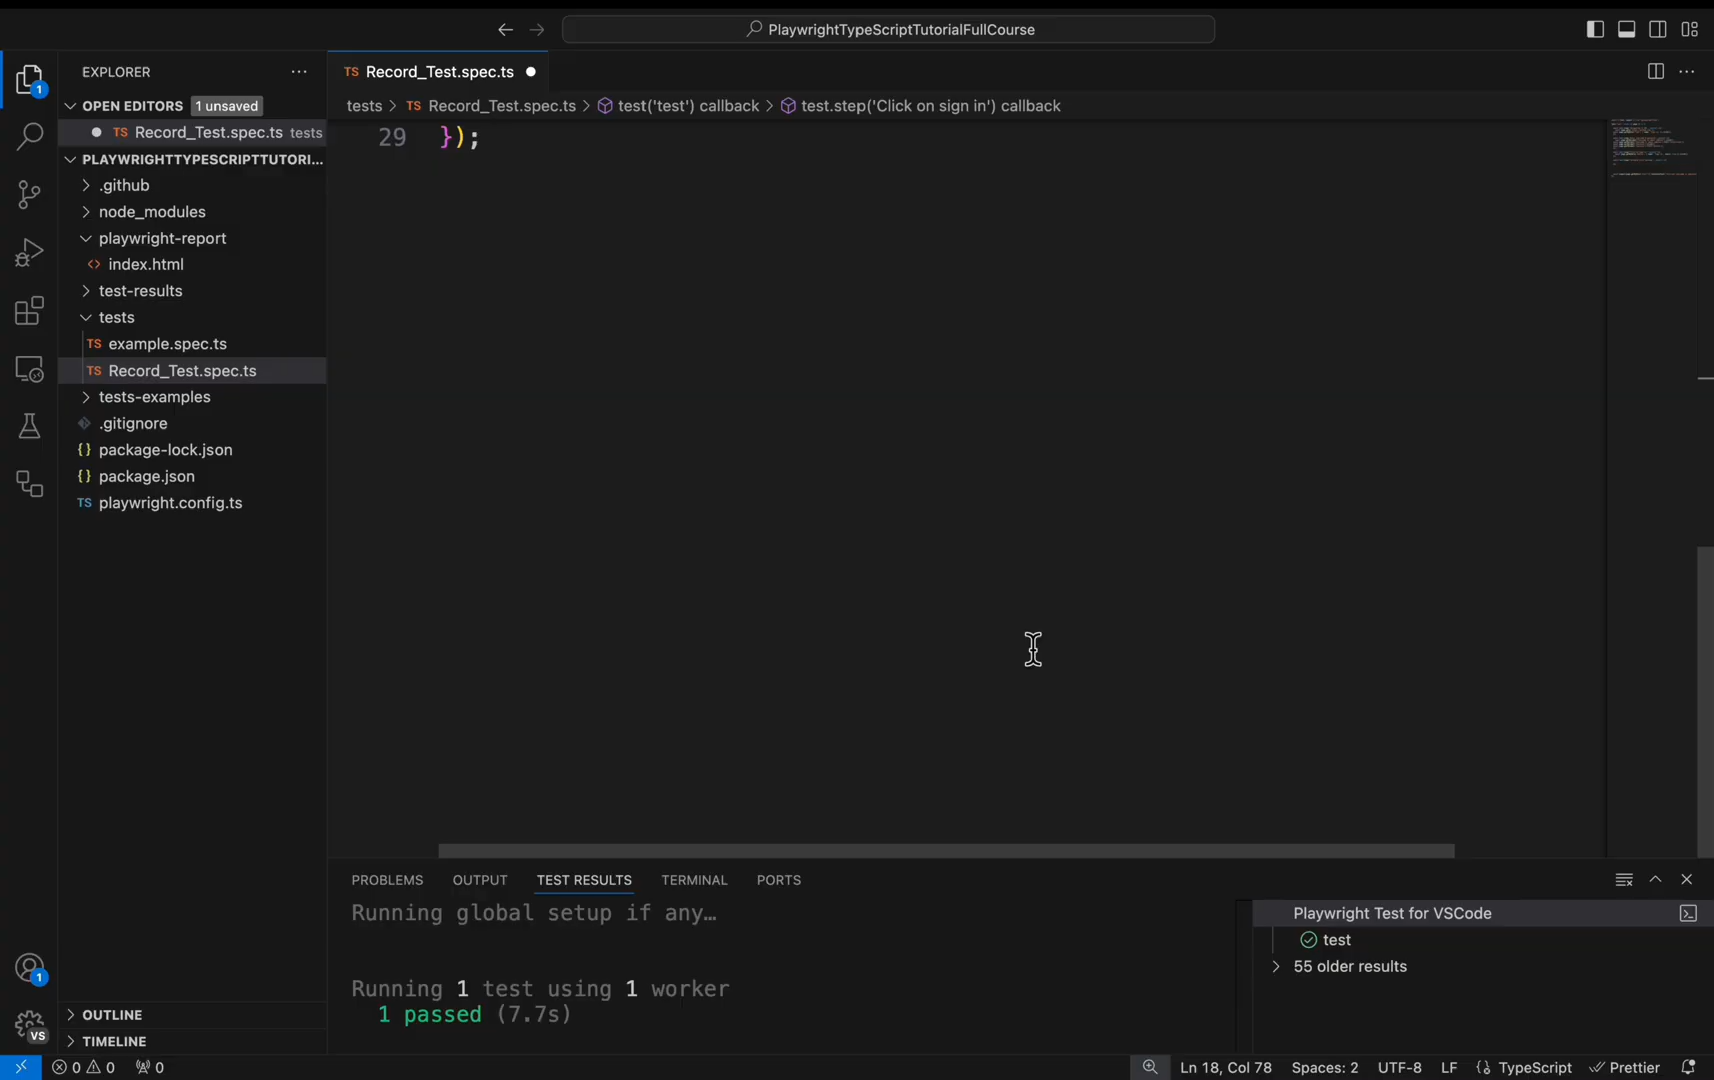 PlaywrightTypeScriptTutorialFullCourse
EXPLORER
OPEN EDITORS 1 unsaved
TS Record_Test.spec.ts tests
PLAYWRIGHTTYPESCRIPTTUTORI...
.github
node_modules
playwright-report
index.html
test-results
tests
TS example.spec.ts
TS Record_Test.spec.ts
tests-examples
.gitignore
{} package-lock.json
{} package.json
TS playwright.config.ts
OUTLINE
TIMELINE
1
1
VS
TS Record_Test.spec.ts
tests > TS Record_Test.spec.ts > test('test') callback > test.step('Click on sign in') callback
29 });
PROBLEMS OUTPUT TEST RESULTS TERMINAL PORTS
Running global setup if any…
Running 1 test using 1 worker
1 passed (7.7s)
Playwright Test for VSCode
test
55 older results
0 0 0 Ln 18, Col 78 Spaces: 2 UTF-8 LF {} TypeScript Prettier